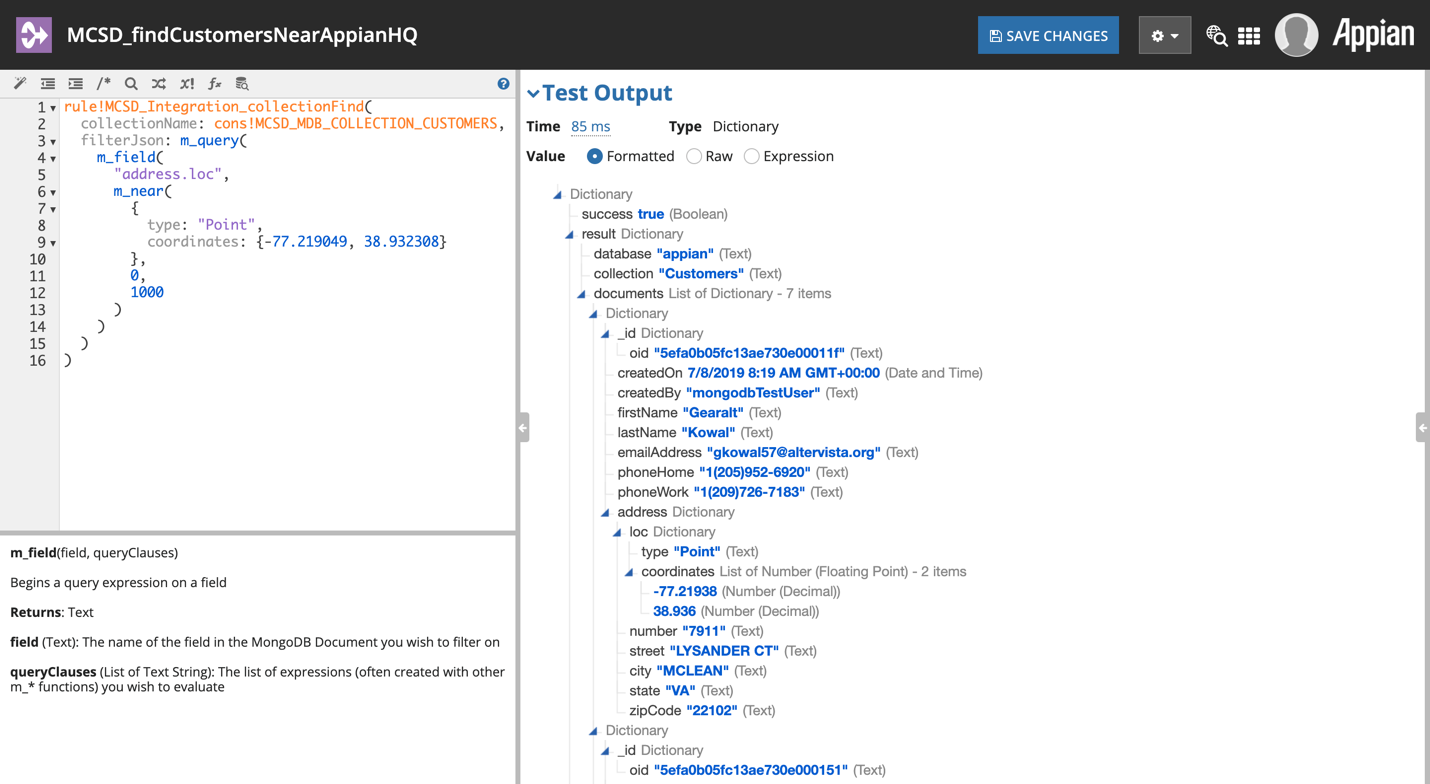 MCSD_findCustomersNearAppianHQ
SAVE CHANGES
Appian
/*
x!
fx
?
1 rule!MCSD_Integration_collectionFind(
2 collectionName: cons!MCSD_MDB_COLLECTION_CUSTOMERS,
3 filterJson: m_query(
4 m_field(
5 "address.loc",
6 m_near(
7 {
8 type: "Point",
9 coordinates: {-77.219049, 38.932308}
10 },
11 0,
12 1000
13 )
14 )
15 )
16 )
m_field(field, queryClauses)
Begins a query expression on a field
Returns: Text
field (Text): The name of the field in the MongoDB Document you wish to filter on
queryClauses (List of Text String): The list of expressions (often created with other
m_* functions) you wish to evaluate
Test Output
Time 85 ms Type Dictionary
Value Formatted Raw Expression
Dictionary
success true (Boolean)
result Dictionary
database "appian" (Text)
collection "Customers" (Text)
documents List of Dictionary - 7 items
Dictionary
_id Dictionary
oid "5efa0b05fc13ae730e00011f" (Text)
createdOn 7/8/2019 8:19 AM GMT+00:00 (Date and Time)
createdBy "mongodbTestUser" (Text)
firstName "Gearalt" (Text)
lastName "Kowal" (Text)
emailAddress "gkowal57@altervista.org" (Text)
phoneHome "1(205)952-6920" (Text)
phoneWork "1(209)726-7183" (Text)
address Dictionary
loc Dictionary
type "Point" (Text)
coordinates List of Number (Floating Point) - 2 items
-77.21938 (Number (Decimal))
38.936 (Number (Decimal))
number "7911" (Text)
street "LYSANDER CT" (Text)
city "MCLEAN" (Text)
state "VA" (Text)
zipCode "22102" (Text)
Dictionary
_id Dictionary
oid "5efa0b05fc13ae730e000151" (Text)